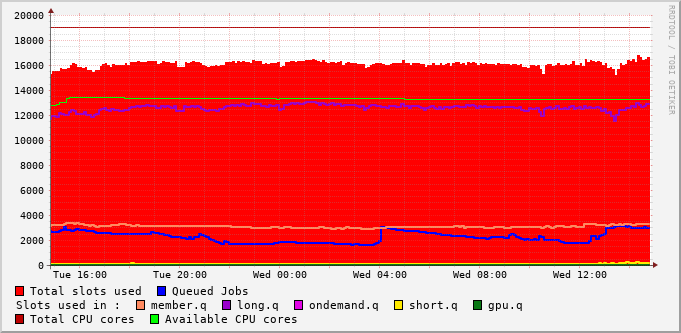 20000
18000
16000
14000
12000
10000
8000
6000
4000
2000
0
Tue 16:00 Tue 20:00 Wed 00:00 Wed 04:00 Wed 08:00 Wed 12:00
RRDTOOL / TOBI OETIKER
Total slots used Queued Jobs
Slots used in : member.q long.q ondemand.q short.q gpu.q
Total CPU cores Available CPU cores